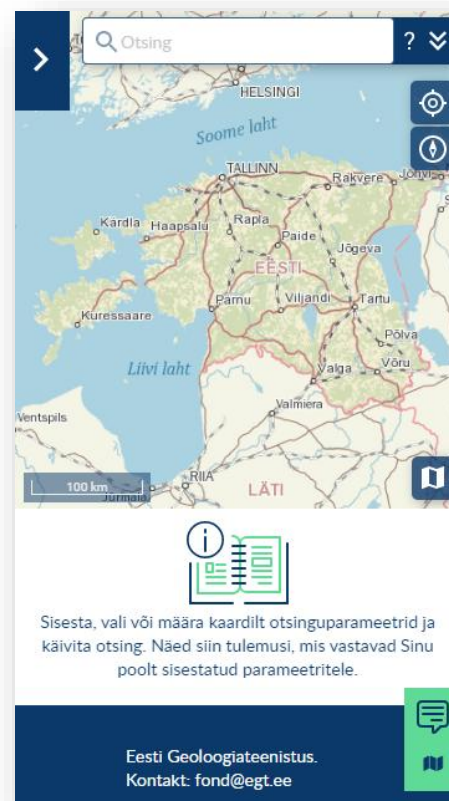 Otsing
?
HELSINGI
Soome laht
TALLINN
Rakvere
Jõhvi
Kärdla
Haapsalu
Rapla
Paide
EESTI
Jõgeva
Pärnu
Viljandi
Tartu
Kuressaare
Põlva
Liivi laht
Valga
Võru
Valmiera
Ventspils
100 km
RIIA
Jūrmala
LÄTI
Sisesta, vali või määra kaardilt otsinguparameetrid ja
käivita otsing. Näed siin tulemusi, mis vastavad Sinu
poolt sisestatud parameetritele.
Eesti Geoloogiateenistus.
Kontakt: fond@egt.ee